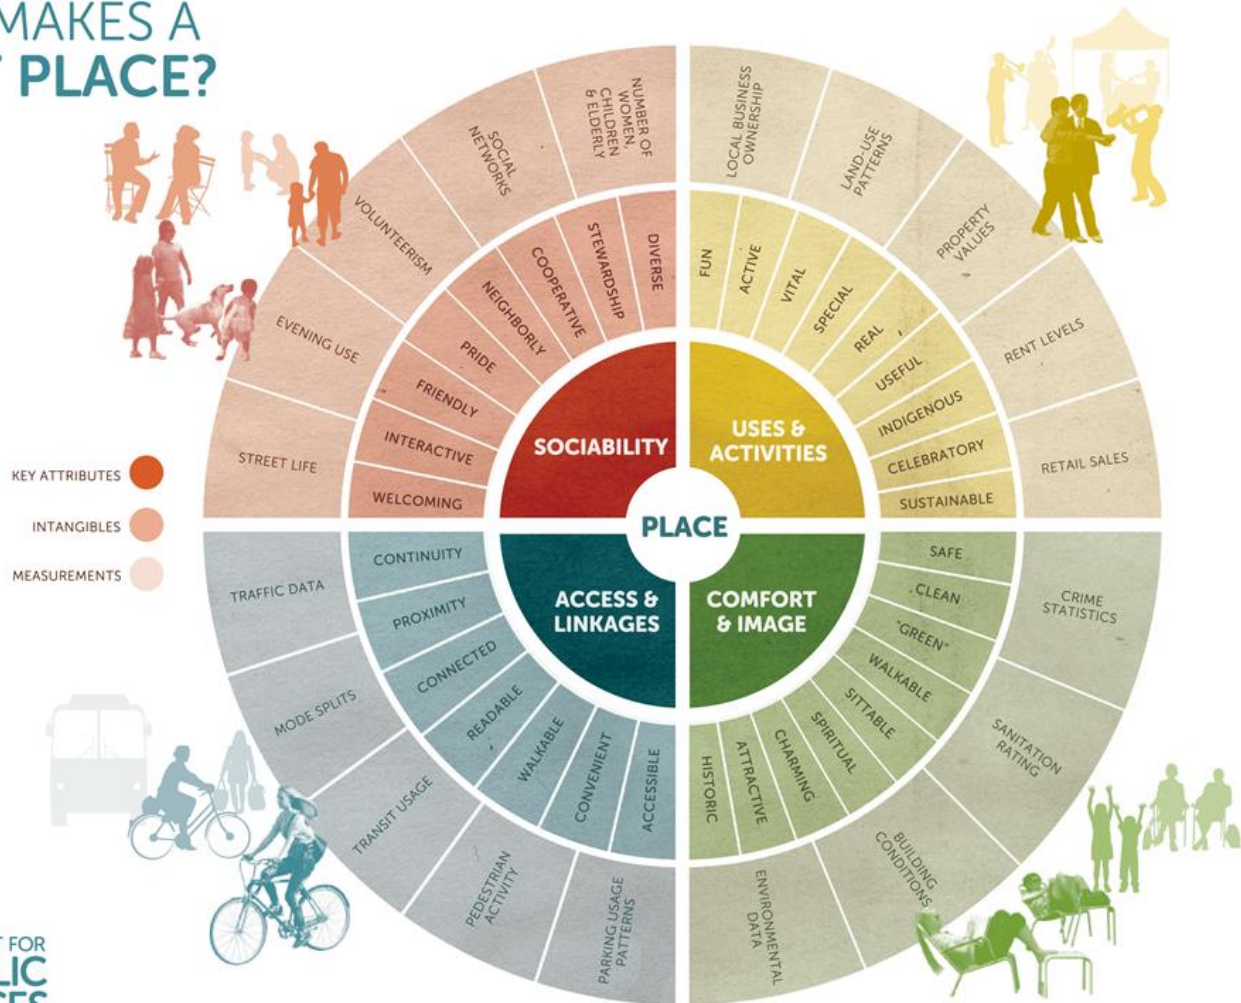 MAKES A
PLACE?
NUMBER OF
WOMEN,
CHILDREN
& ELDERLY
SOCIAL
NETWORKS
VOLUNTEERISM
EVENING USE
STREET LIFE
LOCAL BUSINESS
OWNERSHIP
LAND-USE
PATTERNS
PROPERTY
VALUES
RENT LEVELS
RETAIL SALES
DIVERSE
STEWARDSHIP
COOPERATIVE
NEIGHBORLY
PRIDE
FRIENDLY
INTERACTIVE
WELCOMING
FUN
ACTIVE
VITAL
SPECIAL
REAL
USEFUL
INDIGENOUS
CELEBRATORY
SUSTAINABLE
SOCIABILITY
USES &
ACTIVITIES
PLACE
ACCESS &
LINKAGES
COMFORT
& IMAGE
KEY ATTRIBUTES
INTANGIBLES
MEASUREMENTS
CONTINUITY
PROXIMITY
CONNECTED
READABLE
WALKABLE
CONVENIENT
ACCESSIBLE
SAFE
CLEAN
"GREEN"
WALKABLE
SITTABLE
SPIRITUAL
CHARMING
ATTRACTIVE
HISTORIC
TRAFFIC DATA
MODE SPLITS
TRANSIT USAGE
PEDESTRIAN
ACTIVITY
PARKING USAGE
PATTERNS
CRIME
STATISTICS
SANITATION
RATING
BUILDING
CONDITIONS
ENVIRONMENTAL
DATA
FOR
LIC